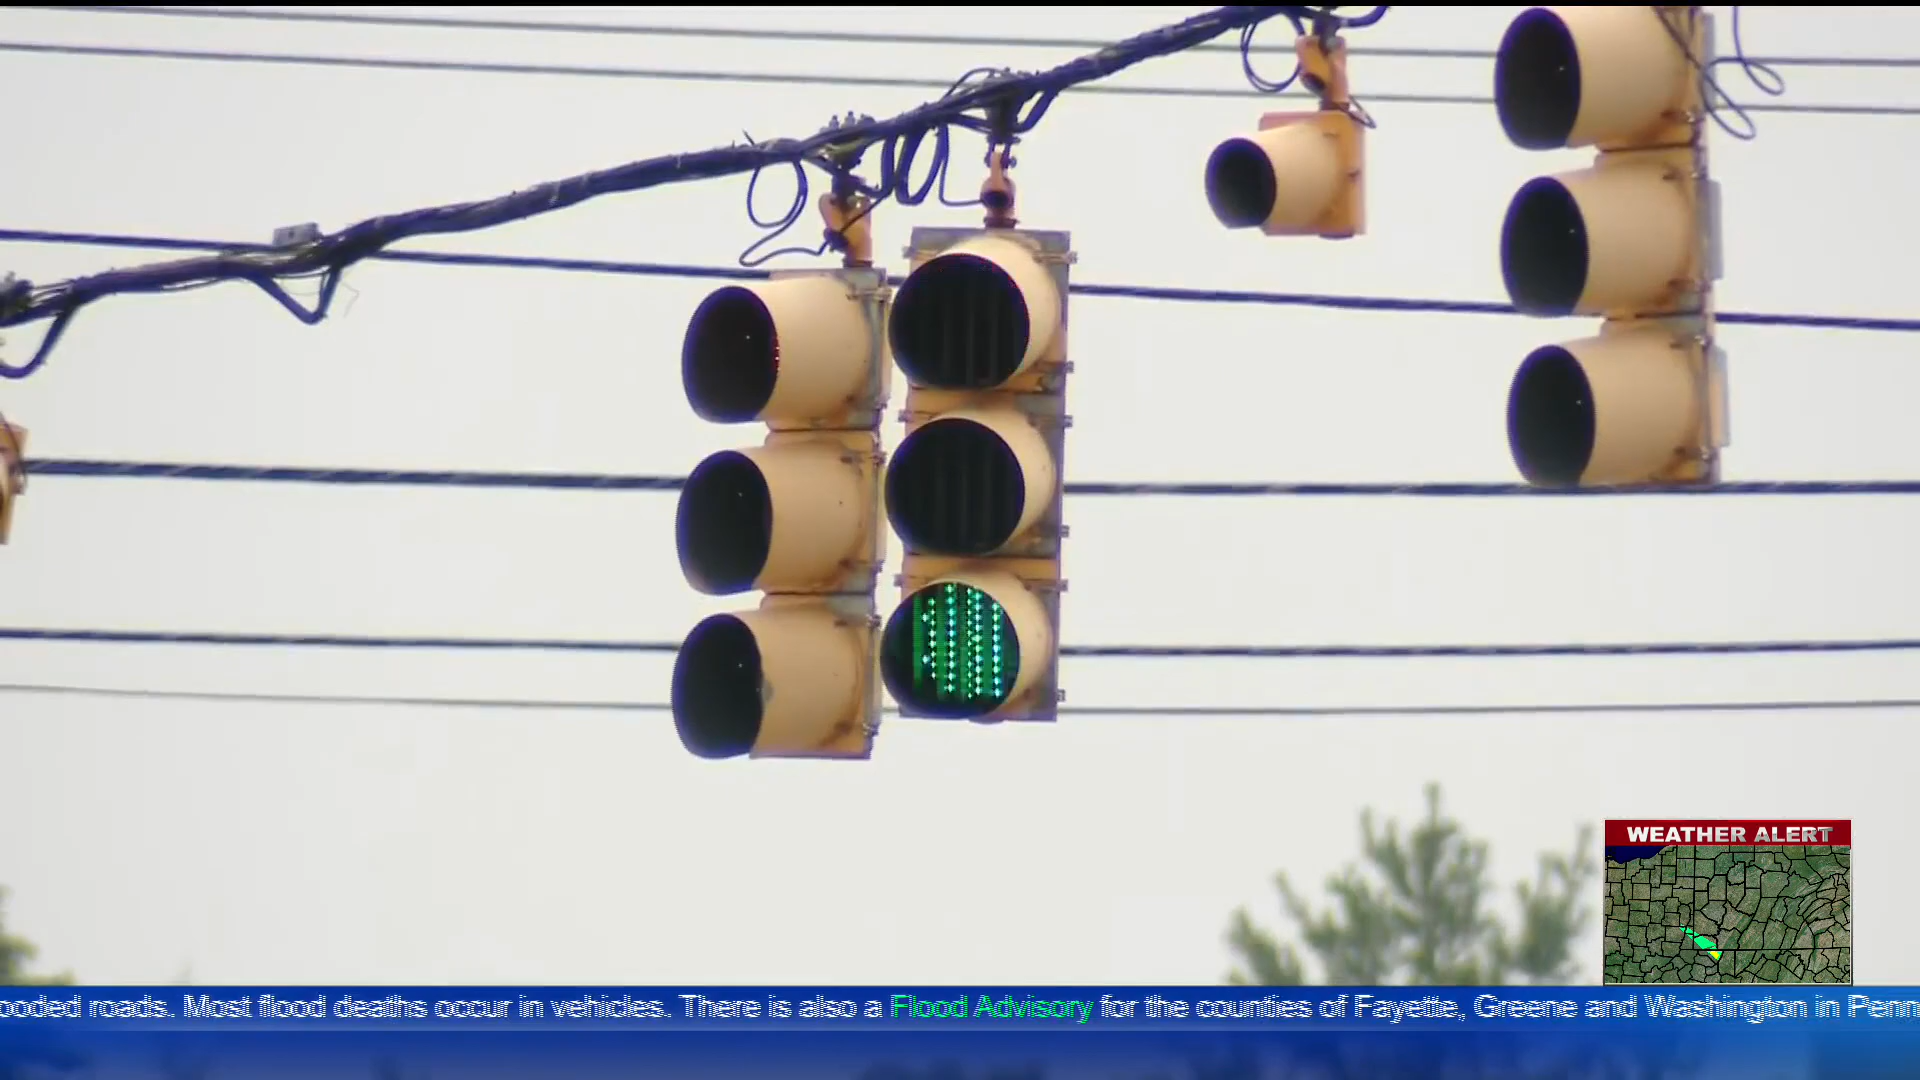 WEATHER ALERT
ooded roads. Most flood deaths occur in vehicles. There is also a Flood Advisory for the counties of Fayette, Greene and Washington in Penn